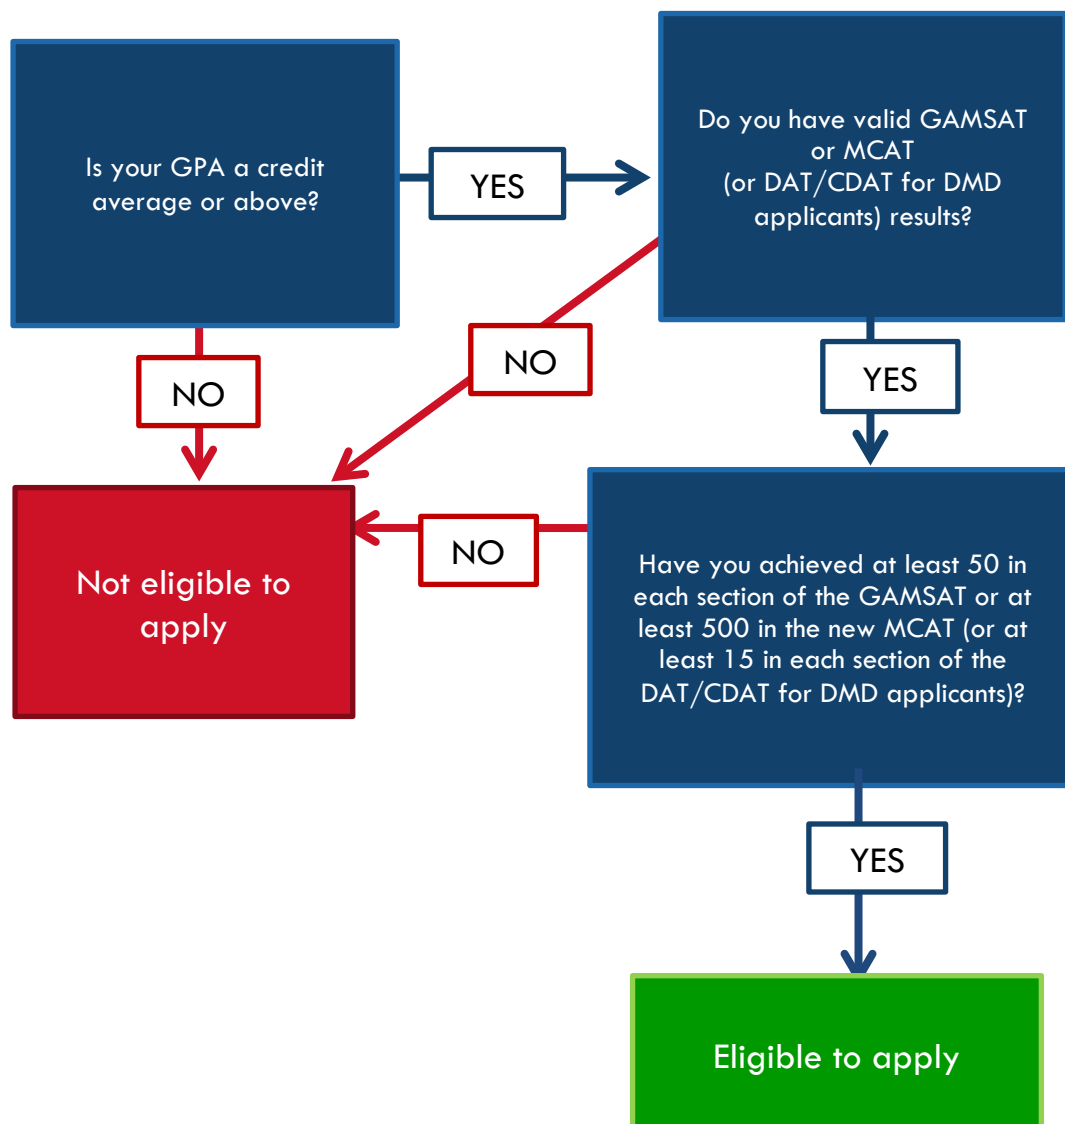 Is your GPA a credit
average or above?
YES
Do you have valid GAMSAT
or MCAT
(or DAT/CDAT for DMD
applicants) results?
NO
NO
YES
Not eligible to
apply
NO
Have you achieved at least 50 in
each section of the GAMSAT or at
least 500 in the new MCAT (or at
least 15 in each section of the
DAT/CDAT for DMD applicants)?
YES
Eligible to apply